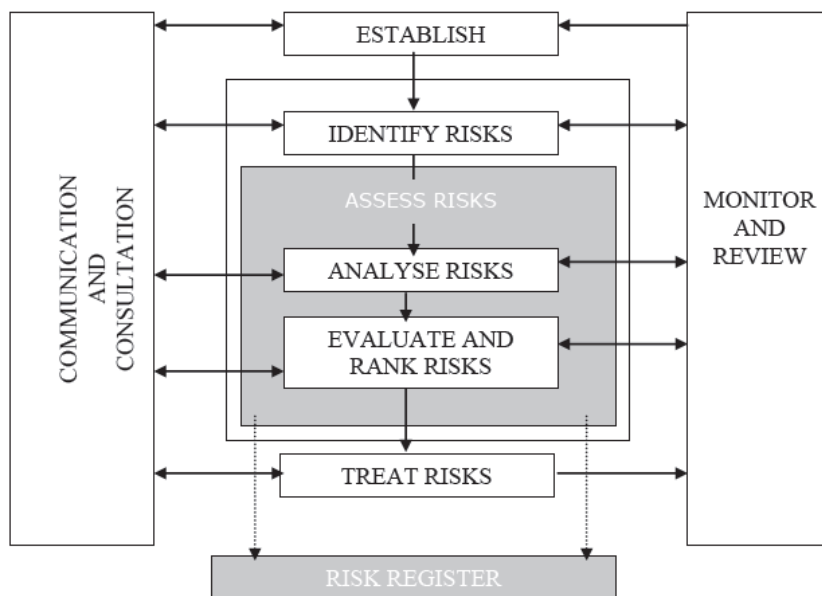 ESTABLISH
IDENTIFY RISKS
ASSESS RISKS
ANALYSE RISKS
EVALUATE AND
RANK RISKS
TREAT RISKS
RISK REGISTER
COMMUNICATION
AND
CONSULTATION
MONITOR
AND
REVIEW